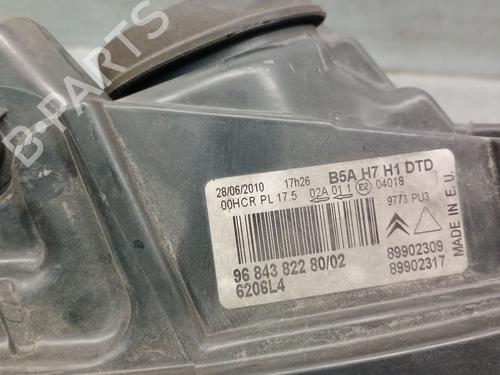 28/06/2010 17h26 B5A H7 H1 DTD
00HCR PL 17.5 02A 01 1 E2 04018
9773 PU3
96 843 822 80/02
6206L4
89902309
89902317
MADE IN E.U.
B-PARTS